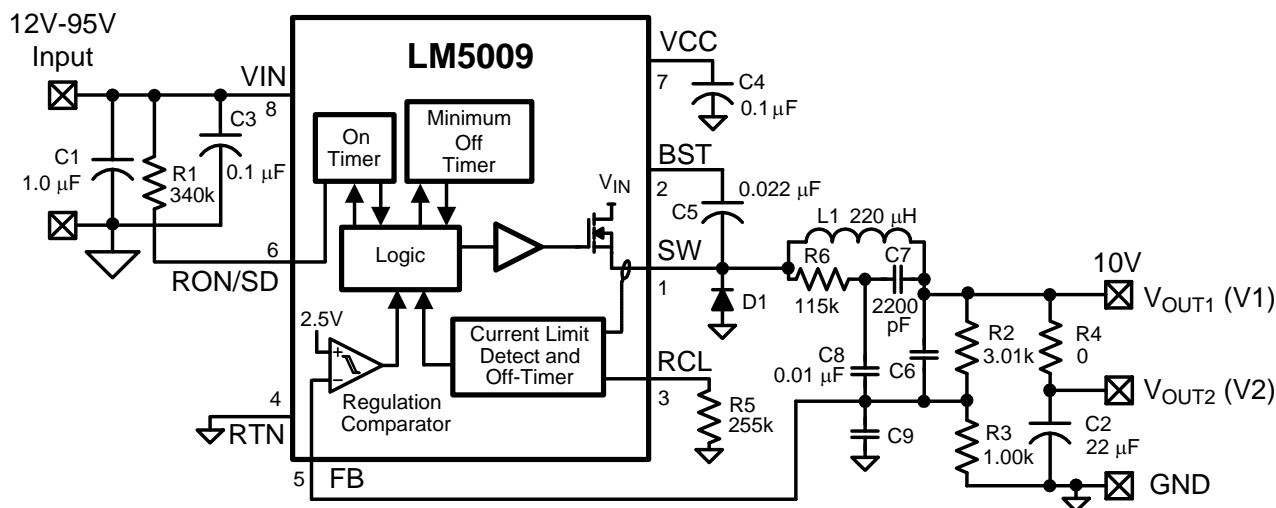 12V-95V
Input
LM5009
VIN
8
C1
1.0 µF
R1
340k
C3
0.1 µF
6
RON/SD
On
Timer
Minimum
Off
Timer
Logic
VIN
2.5V
+
−
Regulation
Comparator
Current Limit
Detect and
Off-Timer
4
RTN
5
FB
VCC
7
C4
0.1 µF
BST
2
0.022 µF
C5
SW
1
D1
L1 220 µH
R6
115k
C7
2200
pF
C8
0.01 µF
C6
C9
RCL
3
R5
255k
R2
3.01k
R3
1.00k
R4
0
C2
22 µF
10V
VOUT1 (V1)
VOUT2 (V2)
GND